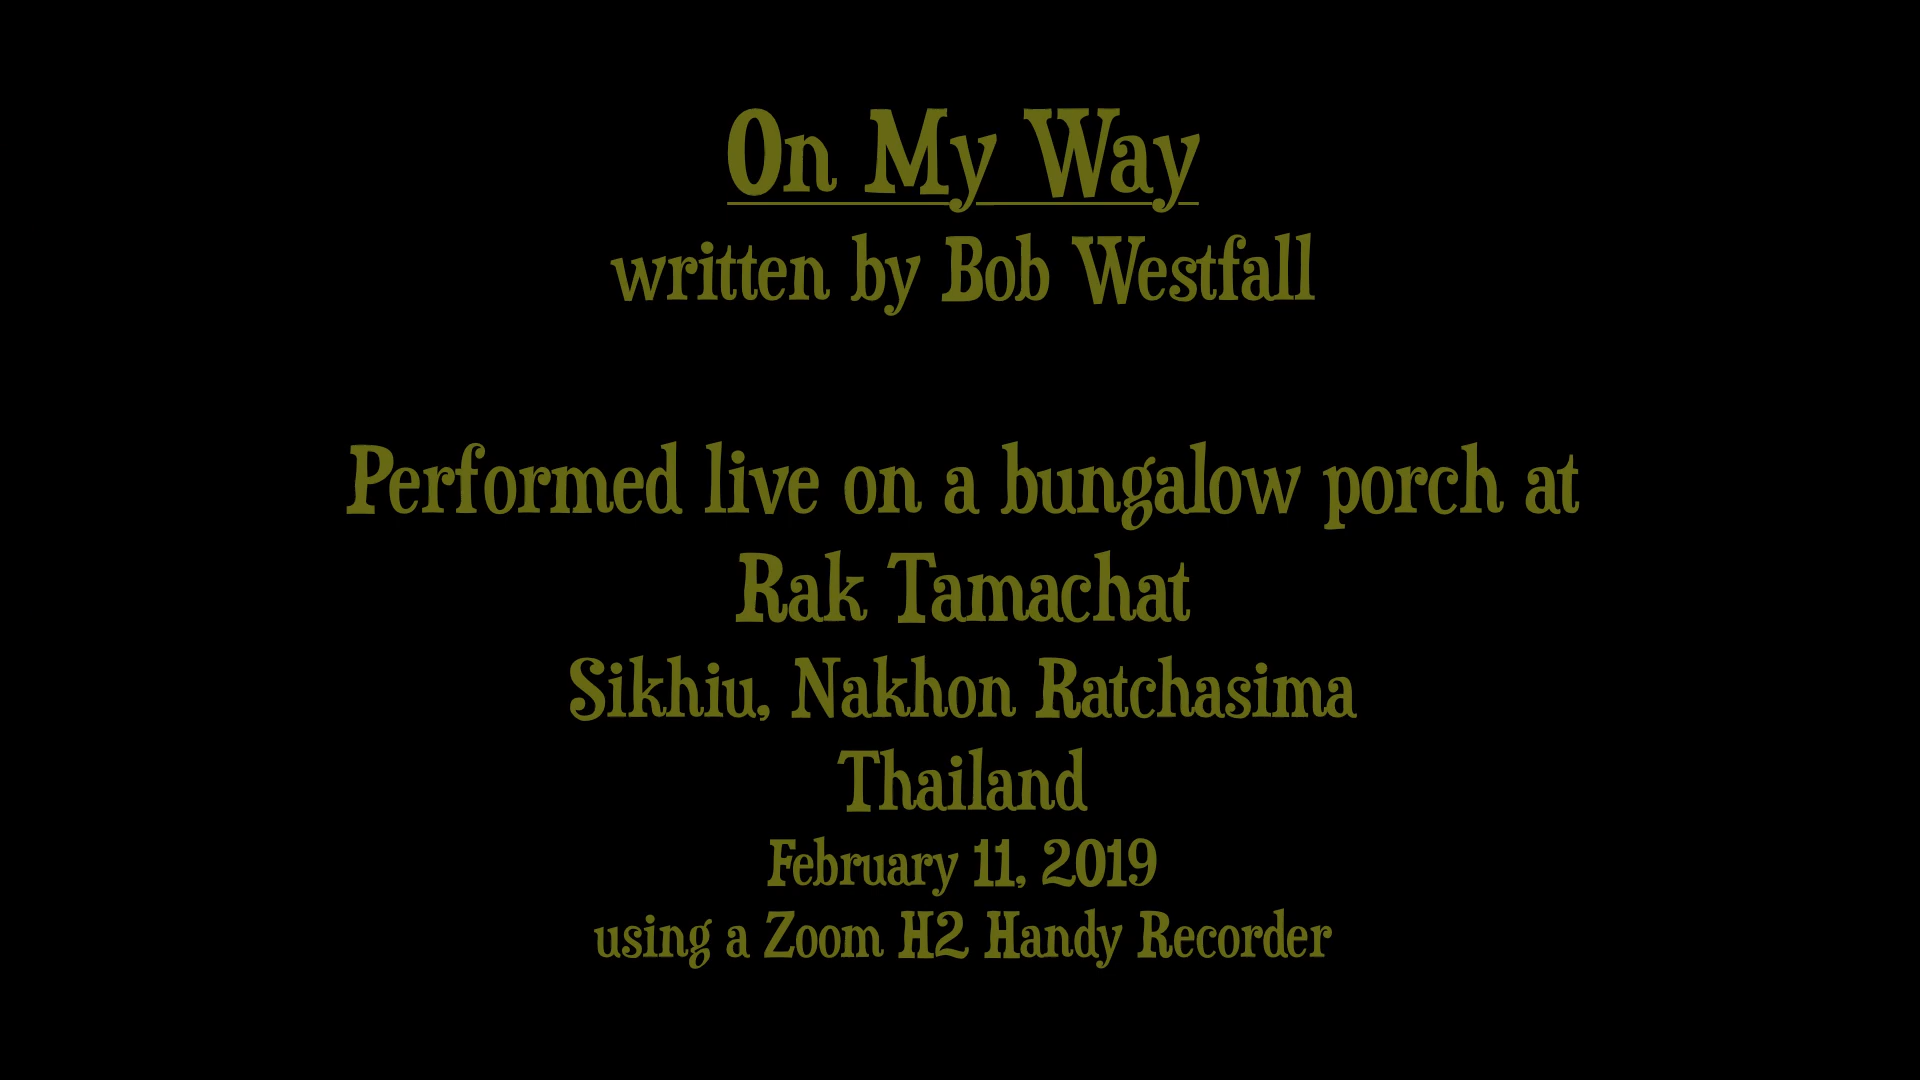 On My Way
written by Bob Westfall
Performed live on a bungalow porch at
Rak Tamachat
Sikhiu, Nakhon Ratchasima
Thailand
February 11, 2019
using a Zoom H2 Handy Recorder